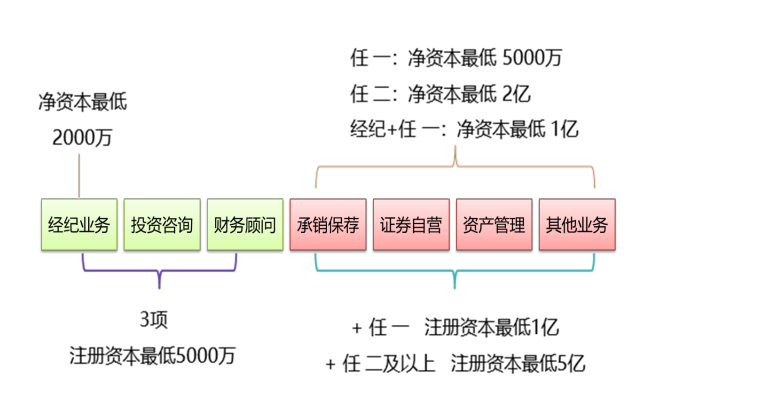 任一：净资本最低 5000万
任二：净资本最低 2亿
经纪+任一：净资本最低 1亿
净资本最低
2000万
经纪业务 投资咨询 财务顾问 承销保荐 证券自营 资产管理 其他业务
3项
注册资本最低5000万
+ 任一 注册资本最低1亿
+ 任二及以上 注册资本最低5亿